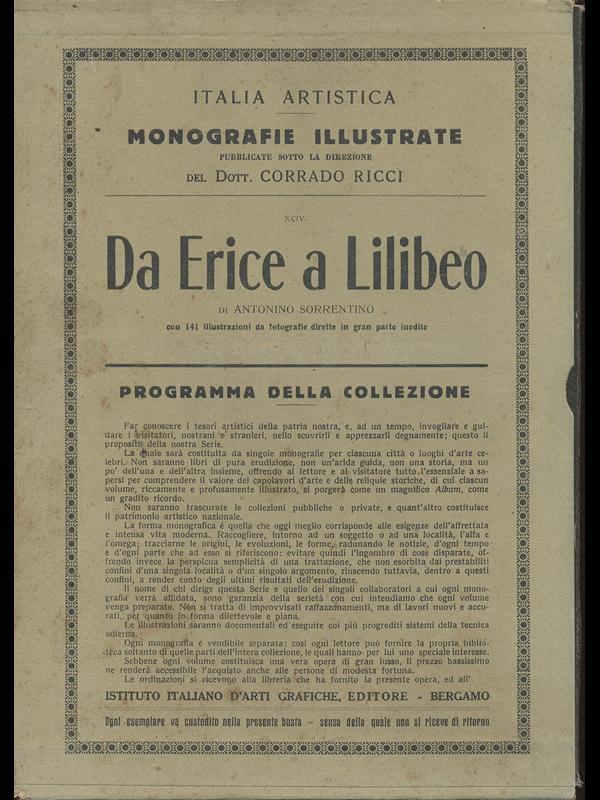 ITALIA ARTISTICA
MONOGRAFIE ILLUSTRATE
PUBBLICATE SOTTO LA DIREZIONE
DEL DOTT. CORRADO RICCI
XCIV.
Da Erice a Lilibeo
DI ANTONINO SORRENTINO
con 141 illustrazioni da fotografie dirette in gran parte inedite
PROGRAMMA DELLA COLLEZIONE
Far conoscere i tesori artistici della patria nostra, e, ad un tempo, invogliare e gui-
dare i visitatori, nostrani e stranieri, nello scovrirli e apprezzarli degnamente; questo il
proposito della nostra Serie.
La quale sarà costituita da singole monografie per ciascuna città o luoghi d'arte ce-
lebri. Non saranno libri di pura erudizione, non un'arida guida, non una storia, ma un
po' dell'una e dell'altra insieme, offrendo al lettore e al visitatore tutto l'essenziale a sa-
persi per comprendere il valore dei capolavori d'arte e delle reliquie storiche, di cui ciascun
volume, riccamente e profusamente illustrato, si porgerà come un magnifico Album, come
un gradito ricordo.
Non saranno trascurate le collezioni pubbliche o private, e quant'altro costituisce
il patrimonio artistico nazionale.
La forma monografica è quella che oggi meglio corrisponde alle esigenze dell'affrettata
e intensa vita moderna. Raccogliere, intorno ad un soggetto o ad una località, l'alfa e
l'omega; tracciarne le origini, le evoluzioni, le forme, radunando le notizie, d'ogni tempo
e d'ogni parte che ad esso si riferiscono: evitare quindi l'ingombro di cose disparate, of-
frendo invece la perspicua semplicità di una trattazione, che non esorbita dai prestabiliti
confini d'una singola località o d'un singolo argomento, riuscendo tuttavia, dentro a questi
confini, a render conto degli ultimi risultati dell'erudizione.
Il nome di chi dirige questa Serie e quello dei singoli collaboratori a cui ogni mono-
grafia verrà affidata, sono garanzia della serietà con cui intendiamo che ogni volume
venga preparato. Non si tratta di improvvisati raffazzonamenti, ma di lavori nuovi e accu-
rati, per quanto in forma dilettevole e piana.
Le illustrazioni saranno documentali ed eseguite coi più progrediti sistemi della tecnica
odierna.
Ogni monografia è vendibile separata; così ogni lettore può fornire la propria biblio-
teca soltanto di quelle parti dell'intera collezione, le quali hanno per lui uno speciale interesse.
Sebbene ogni volume costituisca una vera opera di gran lusso, il prezzo bassissimo
ne renderà accessibile l'acquisto anche alle persone di modesta fortuna.
Le ordinazioni si ricevono alla libreria che ha fornito la presente opera, ed all'
ISTITUTO ITALIANO D'ARTI GRAFICHE, EDITORE - BERGAMO
Ogni esemplare va custodito nella presente busta -- senza della quale non si riceve di ritorno